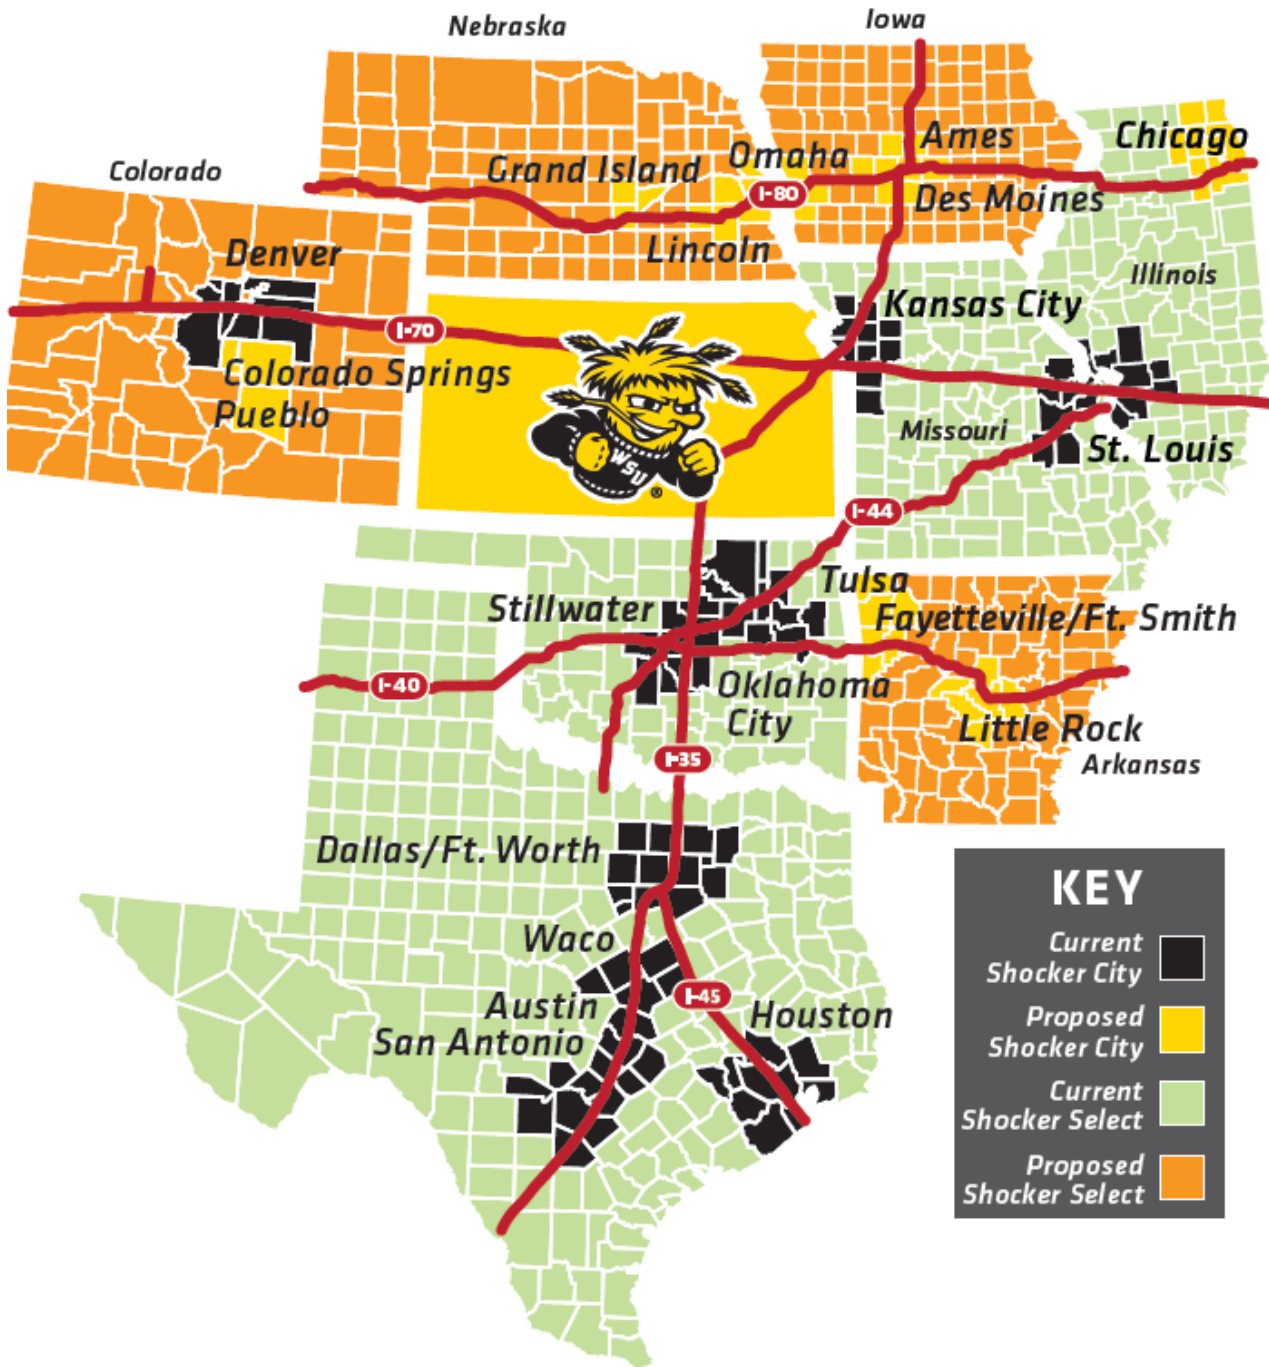 Nebraska
Iowa
Ames
Chicago
Omaha
Grand Island
Colorado
I-80
Des Moines
Lincoln
Denver
Illinois
Kansas City
I-70
Colorado Springs
Pueblo
Missouri
St. Louis
WSU
®
I-44
Tulsa
Stillwater
Fayetteville/Ft. Smith
I-40
Oklahoma
City
Little Rock
I-35
Arkansas
Dallas/Ft. Worth
KEY
Waco
Current
Shocker City
I-45
Austin
Houston
San Antonio
Proposed
Shocker City
Current
Shocker Select
Proposed
Shocker Select